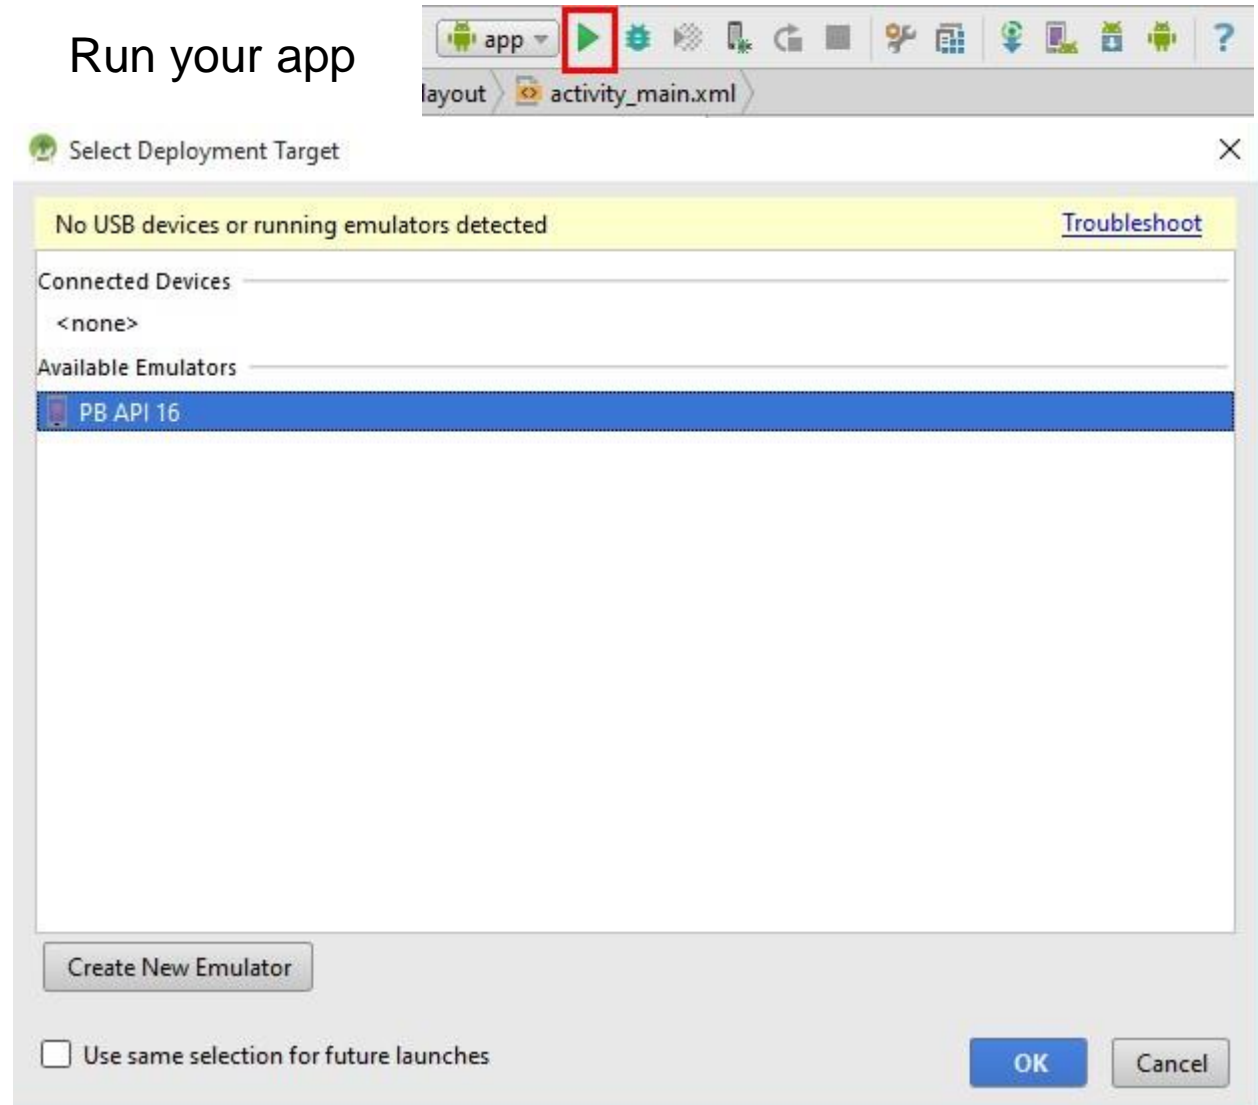 Run your app
app
?
layout
activity_main.xml
Select Deployment Target
No USB devices or running emulators detected
Troubleshoot
Connected Devices
<none>
Available Emulators
PB API 16
Create New Emulator
Use same selection for future launches
OK
Cancel